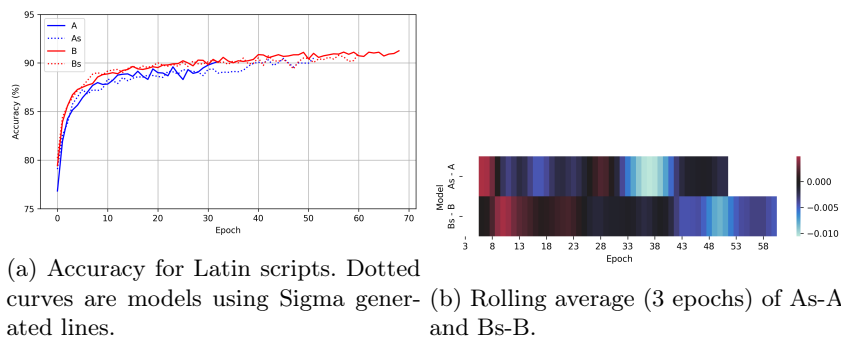 95
90
85
80
75
Accuracy (%)
A
As
B
Bs
0
10
20
30
40
50
60
70
Epoch
(a) Accuracy for Latin scripts. Dotted
curves are models using Sigma gener-
ated lines.
Model
As - A
Bs - B
3
8
13
18
23
28
33
38
43
48
53
58
Epoch
0.000
−0.005
−0.010
(b) Rolling average (3 epochs) of As-A
and Bs-B.